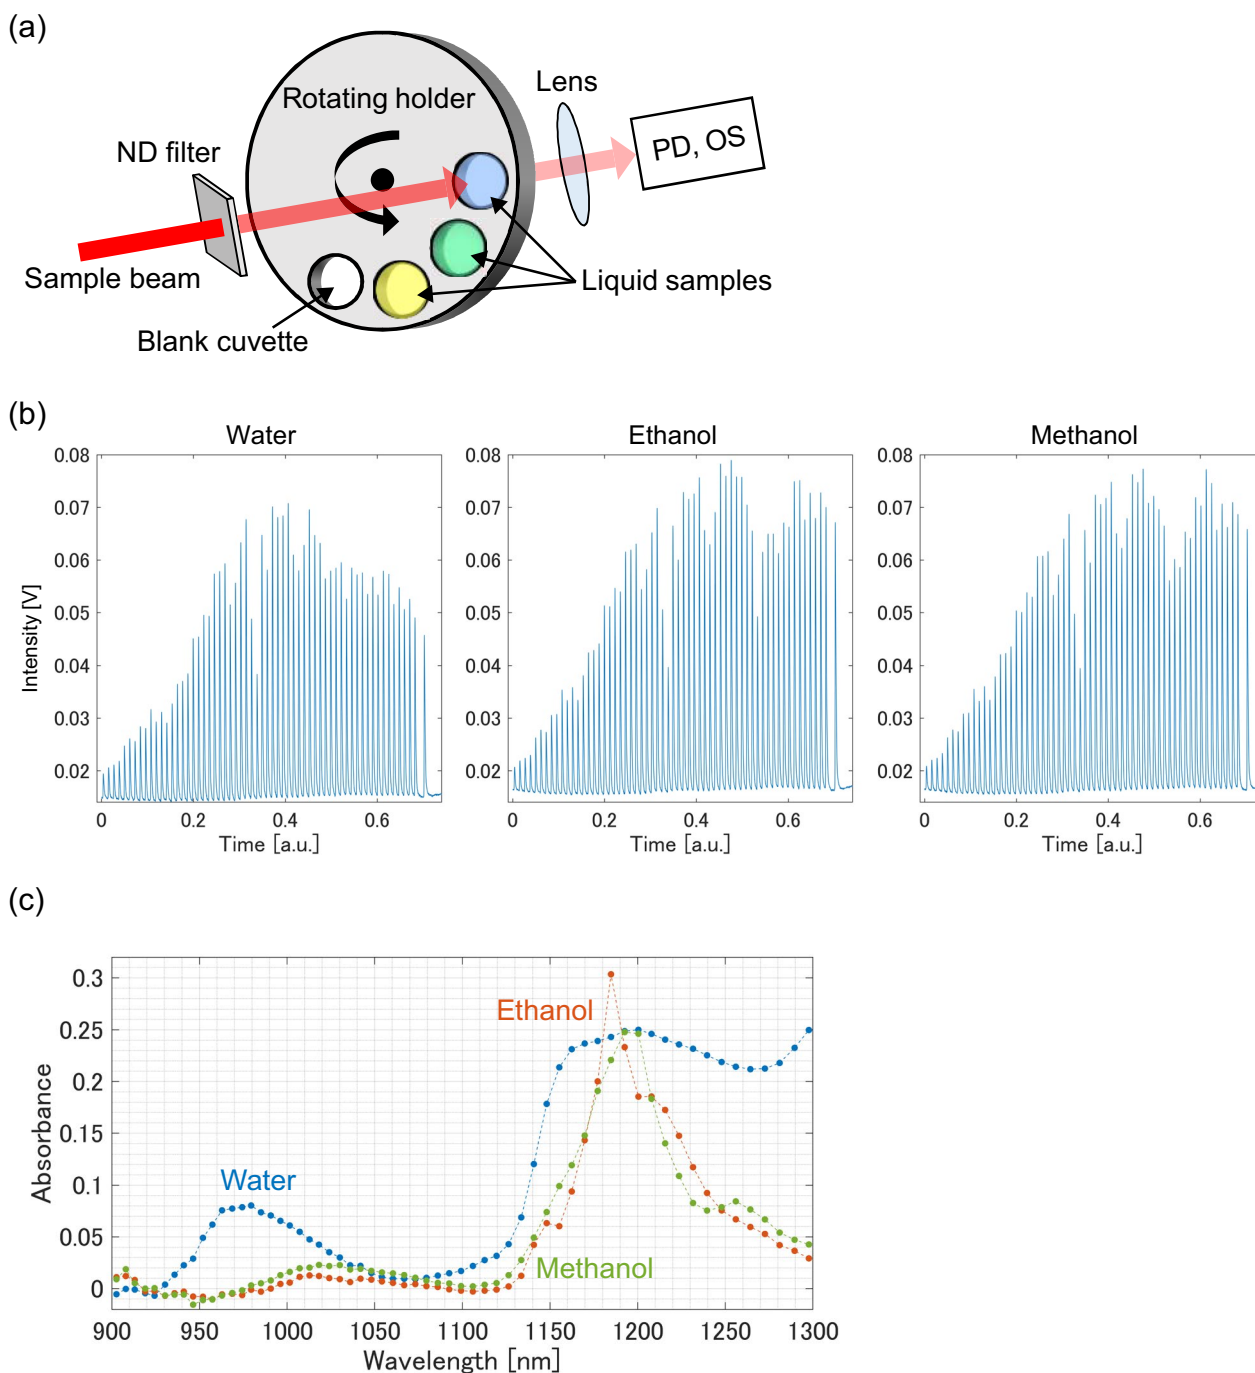 (a)
Rotating holder
Lens
ND filter
PD, OS
Sample beam
Liquid samples
Blank cuvette
(b)
Water
Ethanol
Methanol
0.08
0.07
0.06
0.05
0.04
0.03
0.02
Intensity [V]
0
0.2
0.4
0.6
Time [a.u.]
0.08
0.07
0.06
0.05
0.04
0.03
0.02
0
0.2
0.4
0.6
Time [a.u.]
0.08
0.07
0.06
0.05
0.04
0.03
0.02
0
0.2
0.4
0.6
Time [a.u.]
(c)
0.3
0.25
0.2
0.15
0.1
0.05
0
Absorbance
Ethanol
Water
Methanol
900
950
1000
1050
1100
1150
1200
1250
1300
Wavelength [nm]